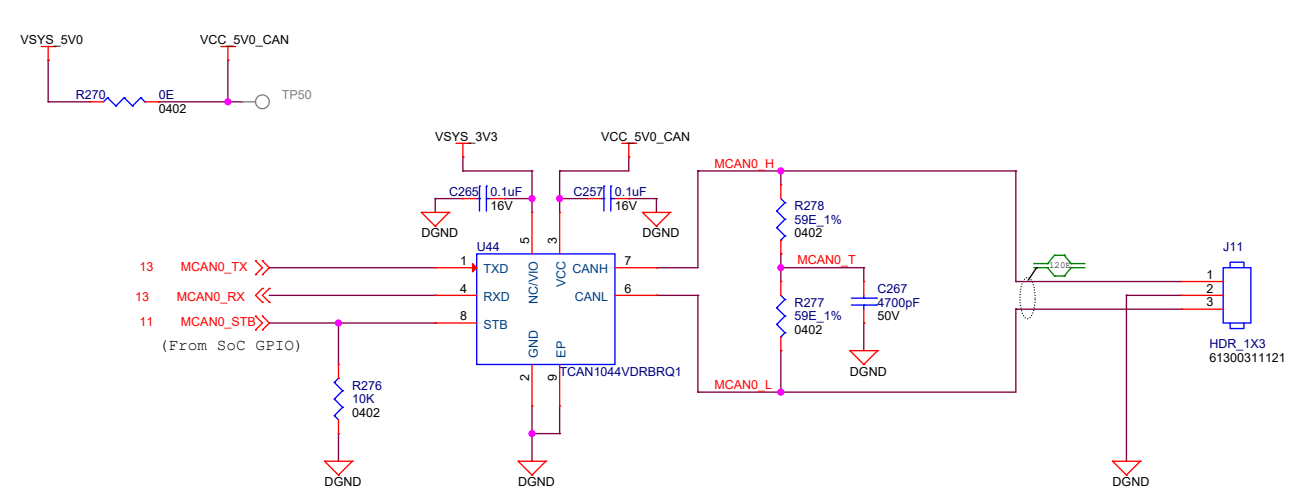 VSYS_5V0
VCC_5V0_CAN
R270
0E
0402
TP50
VSYS_3V3
VCC_5V0_CAN
C265
0.1uF
16V
DGND
C257
0.1uF
16V
DGND
MCAN0_H
R278
59E_1%
0402
U44
5
3
13 MCAN0_TX
1
TXD
NC/VIO
VCC
CANH
7
13 MCAN0_RX
4
RXD
CANL
6
11 MCAN0_STB
8
STB
(From SoC GPIO)
GND
EP
2
9
TCAN1044VDRBRQ1
MCAN0_T
R277
59E_1%
0402
C267
4700pF
50V
DGND
MCAN0_L
120E
J11
1
2
3
HDR_1X3
61300311121
R276
10K
0402
DGND
DGND
DGND